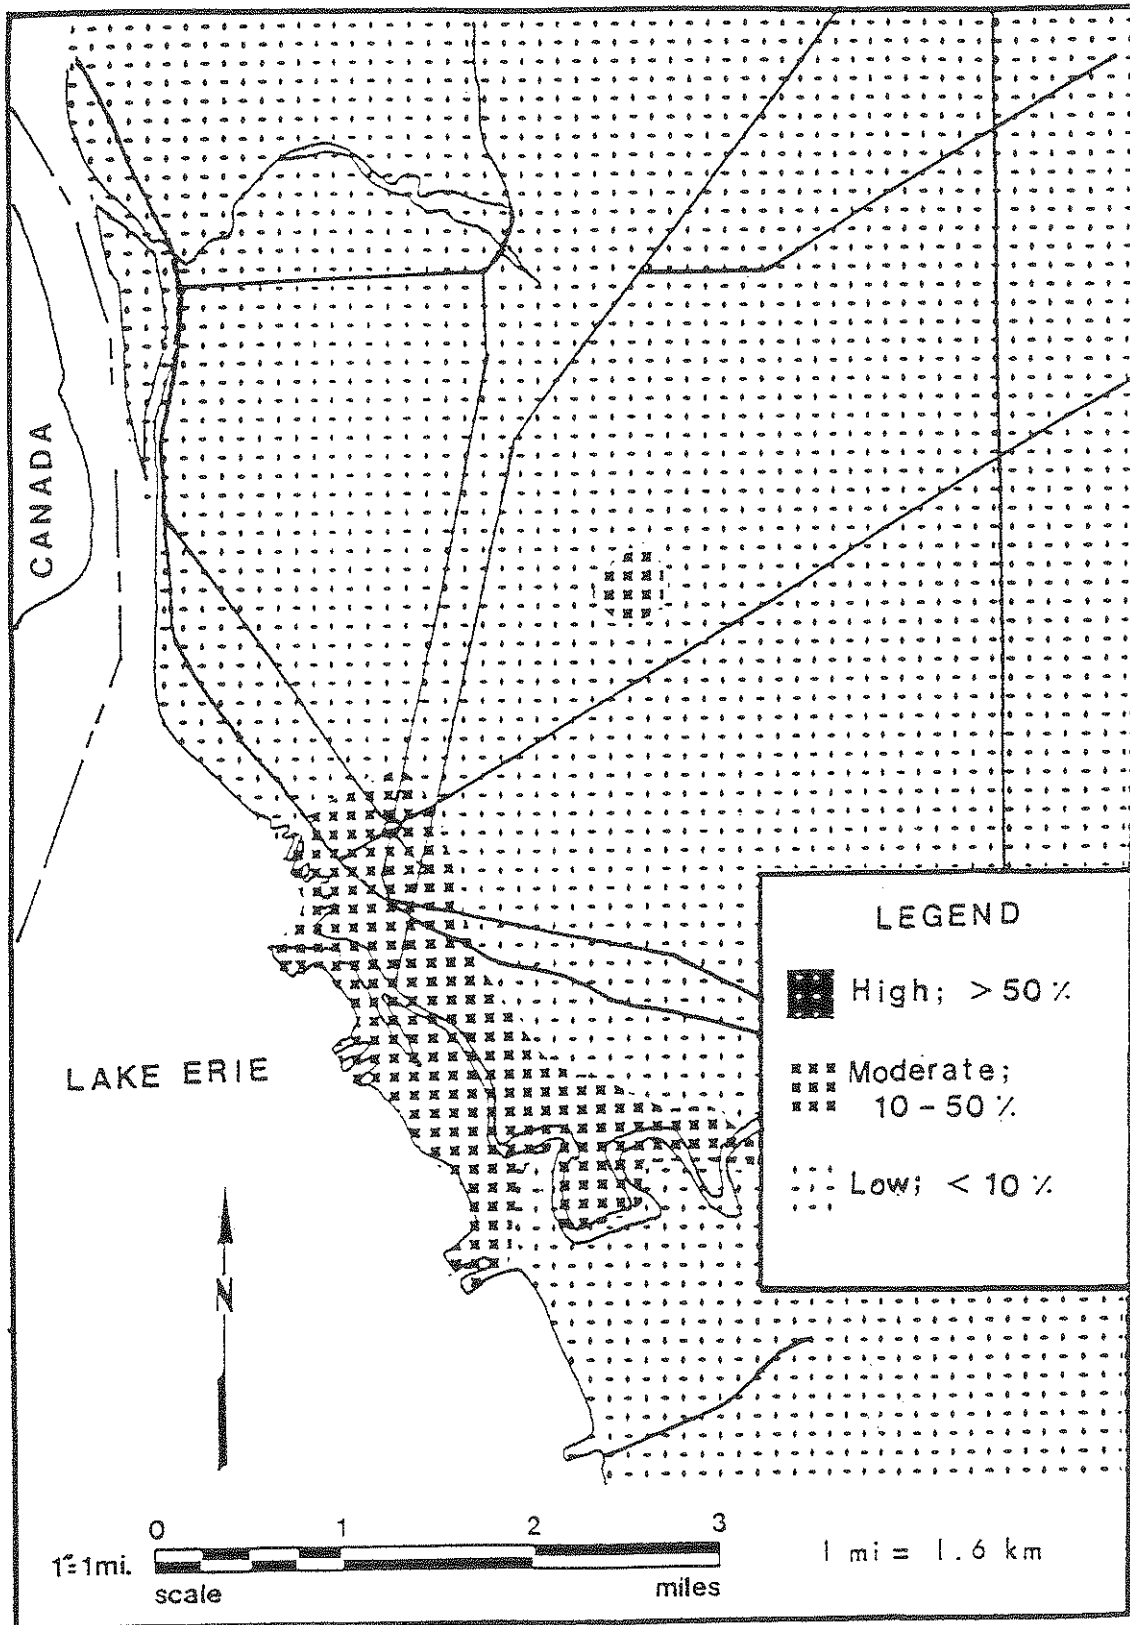 CANADA
LEGEND
High; > 50 %
Moderate;
10 - 50 %
Low; < 10 %
LAKE ERIE
N
0 1 2 3
1"=1mi.
scale miles
1 mi = 1.6 km